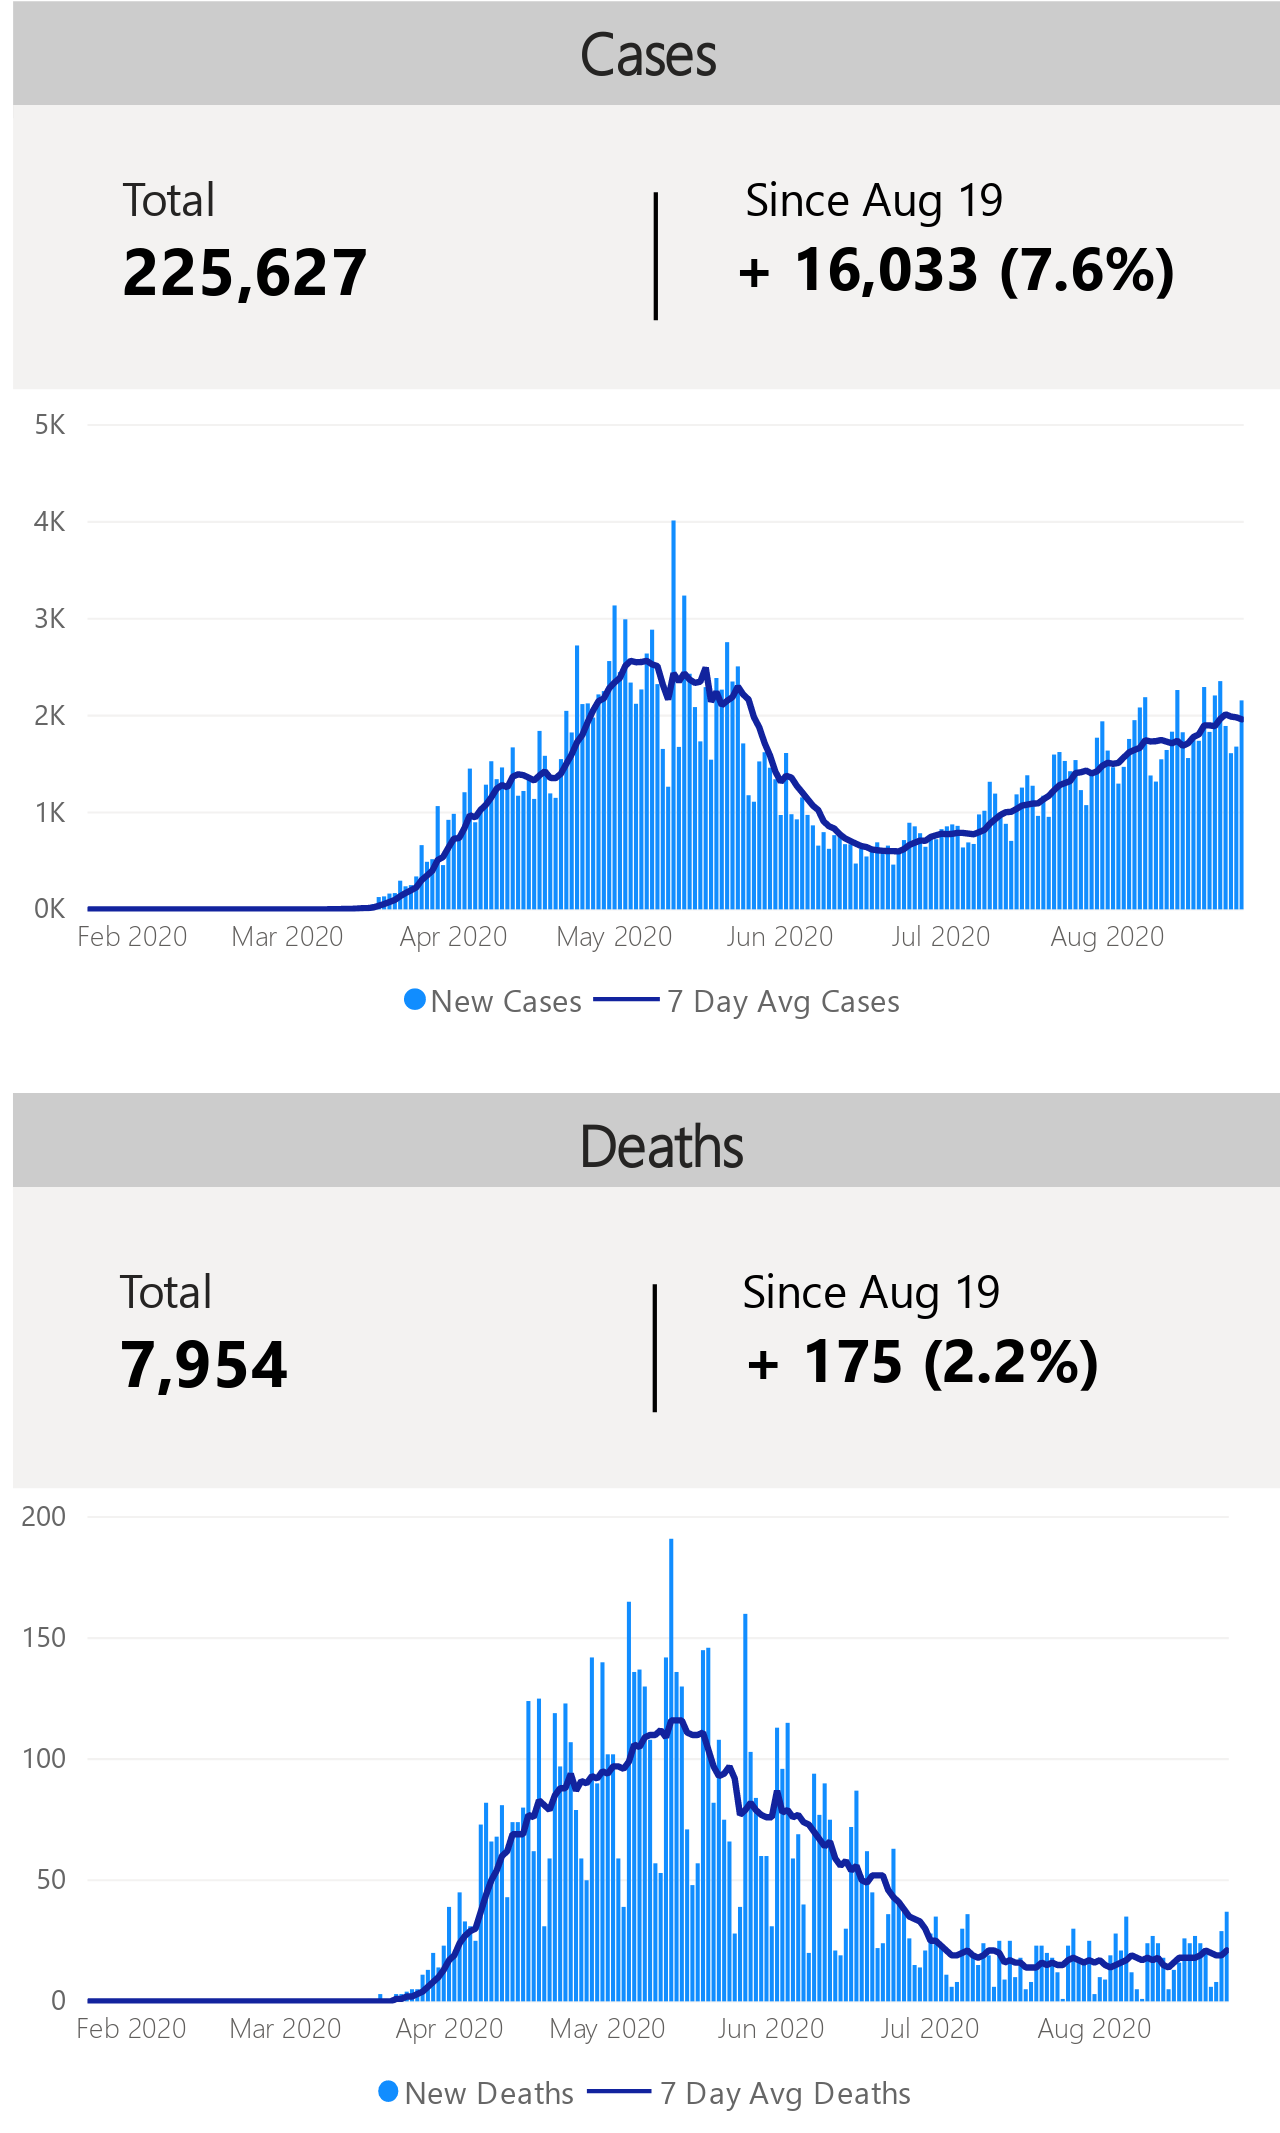 Cases
Total
225,627
Since Aug 19
+ 16,033 (7.6%)
5K
4K
3K
2K
1K
0K
Feb 2020 Mar 2020 Apr 2020 May 2020 Jun 2020 Jul 2020 Aug 2020
New Cases 7 Day Avg Cases
Deaths
Total
7,954
Since Aug 19
+ 175 (2.2%)
200
150
100
50
0
Feb 2020 Mar 2020 Apr 2020 May 2020 Jun 2020 Jul 2020 Aug 2020
New Deaths 7 Day Avg Deaths